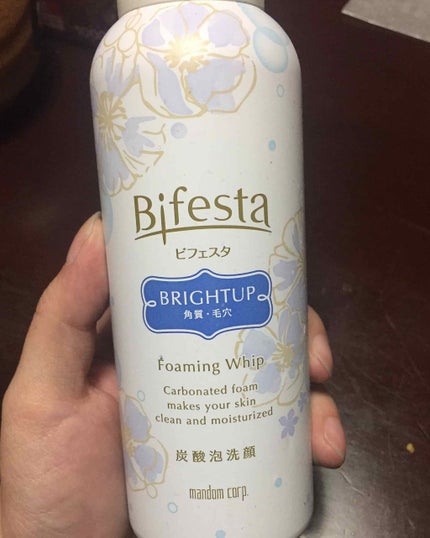 Bifesta
ビフェスタ
BRIGHTUP
角質・毛穴
Foaming Whip
Carbonated foam
makes your skin
clean and moisturized
炭酸泡洗顔
mandom corp.